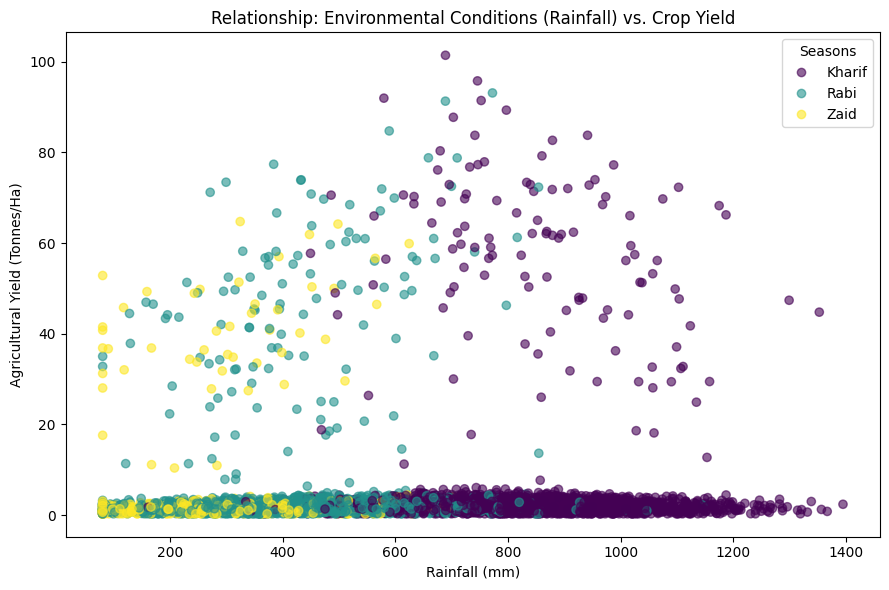 Relationship: Environmental Conditions (Rainfall) vs. Crop Yield
Seasons
Kharif
Rabi
Zaid
Agricultural Yield (Tonnes/Ha)
100
80
60
40
20
0
200 400 600 800 1000 1200 1400
Rainfall (mm)